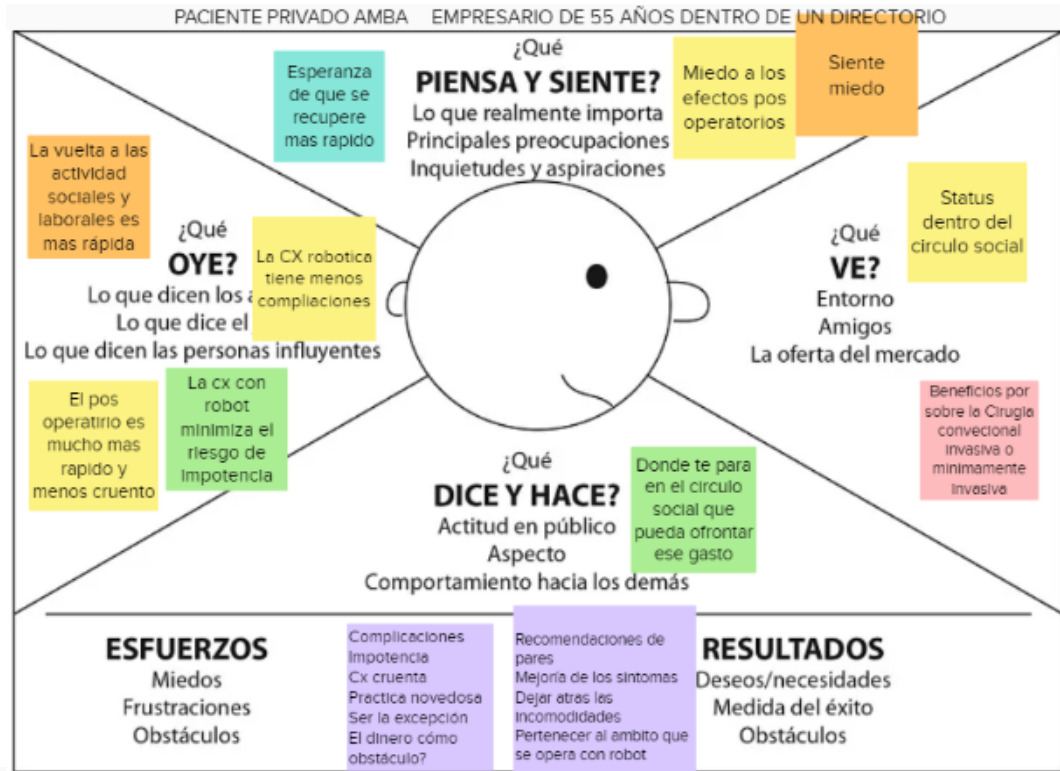 PACIENTE PRIVADO AMBA EMPRESARIO DE 55 AÑOS DENTRO DE UN DIRECTORIO
¿Qué
PIENSA Y SIENTE?
Lo que realmente importa
Principales preocupaciones
Inquietudes y aspiraciones
Esperanza
de que se
recupere
mas rapido
Miedo a los
efectos pos
operatorios
Siente
miedo
La vuelta a las
actividad
sociales y
laborales es
mas rápida
¿Qué
OYE?
Lo que dicen los
Lo que dice el
Lo que dicen las personas influyentes
La CX robotica
tiene menos
compliaciones
El pos
operatirio es
mucho mas
rapido y
menos cruento
La cx con
robot
minimiza el
riesgo de
impotencia
¿Qué
VE?
Entorno
Amigos
La oferta del mercado
Status
dentro del
circulo social
Beneficios por
sobre la Cirugia
convecional
invasiva o
minimamente
invasiva
¿Qué
DICE Y HACE?
Actitud en público
Aspecto
Comportamiento hacia los demás
Donde te para
en el circulo
social que
pueda ofrontar
ese gasto
ESFUERZOS
Miedos
Frustraciones
Obstáculos
Complicaciones
Impotencia
Cx cruenta
Practica novedosa
Ser la excepción
El dinero cómo
obstáculo?
Recomendaciones de
pares
Mejoría de los sintomas
Dejar atras las
incomodidades
Pertenecer al ambito que
se opera con robot
RESULTADOS
Deseos/necesidades
Medida del éxito
Obstáculos